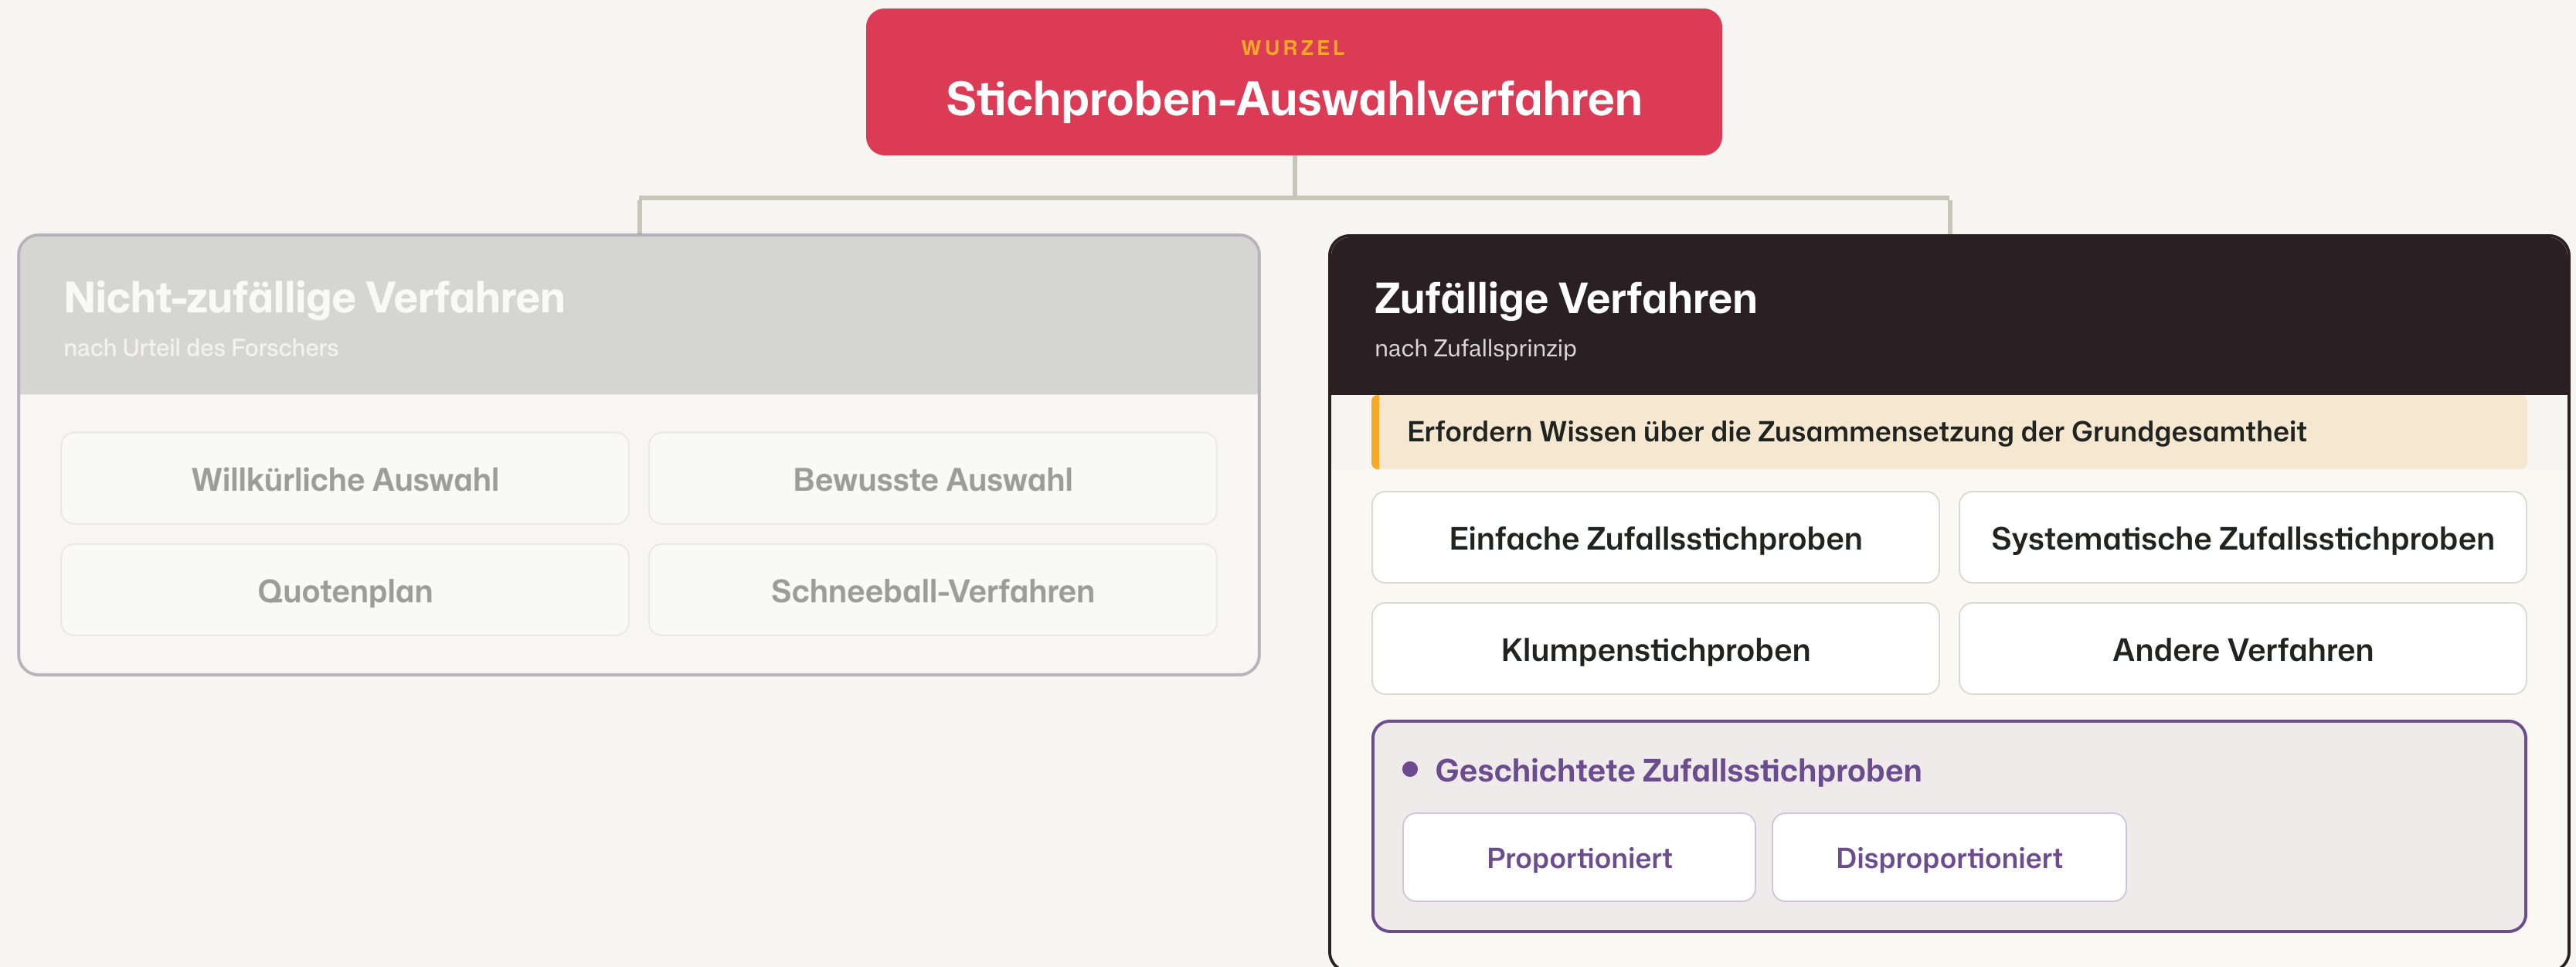 WURZEL
Stichproben-Auswahlverfahren
Nicht-zufällige Verfahren
nach Urteil des Forschers
Willkürliche Auswahl
Bewusste Auswahl
Quotenplan
Schneeball-Verfahren
Zufällige Verfahren
nach Zufallsprinzip
Erfordern Wissen über die Zusammensetzung der Grundgesamtheit
Einfache Zufallsstichproben
Systematische Zufallsstichproben
Klumpenstichproben
Andere Verfahren
Geschichtete Zufallsstichproben
Proportioniert
Disproportioniert